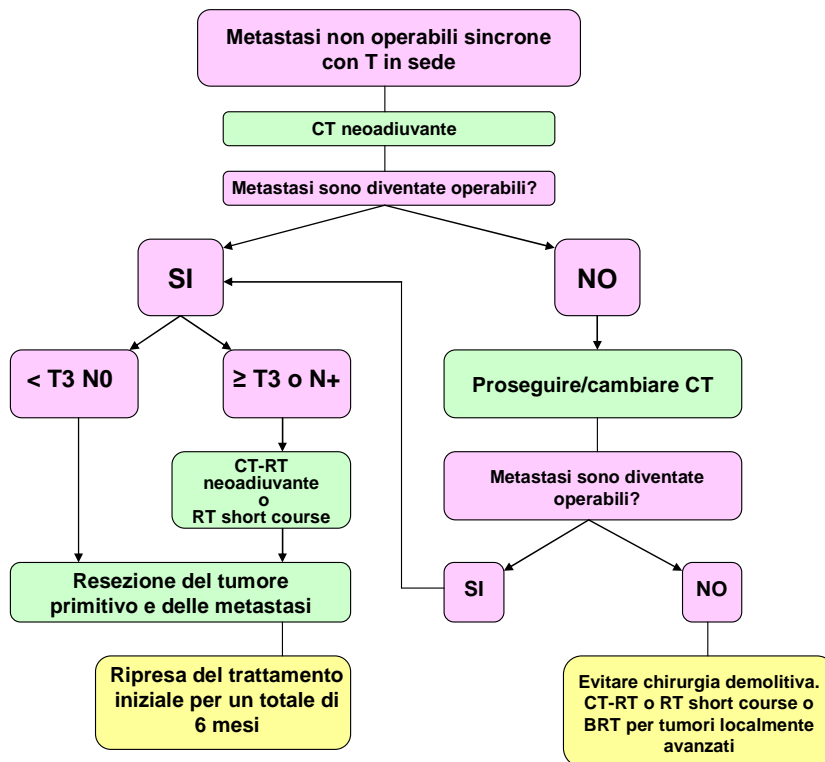 Metastasi non operabili sincrone
con T in sede
CT neoadiuvante
Metastasi sono diventate operabili?
SI
NO
< T3 N0
≥ T3 o N+
Proseguire/cambiare CT
CT-RT
neoadiuvante
o
RT short course
Metastasi sono diventate
operabili?
Resezione del tumore
primitivo e delle metastasi
SI
NO
Ripresa del trattamento
iniziale per un totale di
6 mesi
Evitare chirurgia demolitiva.
CT-RT o RT short course o
BRT per tumori localmente
avanzati